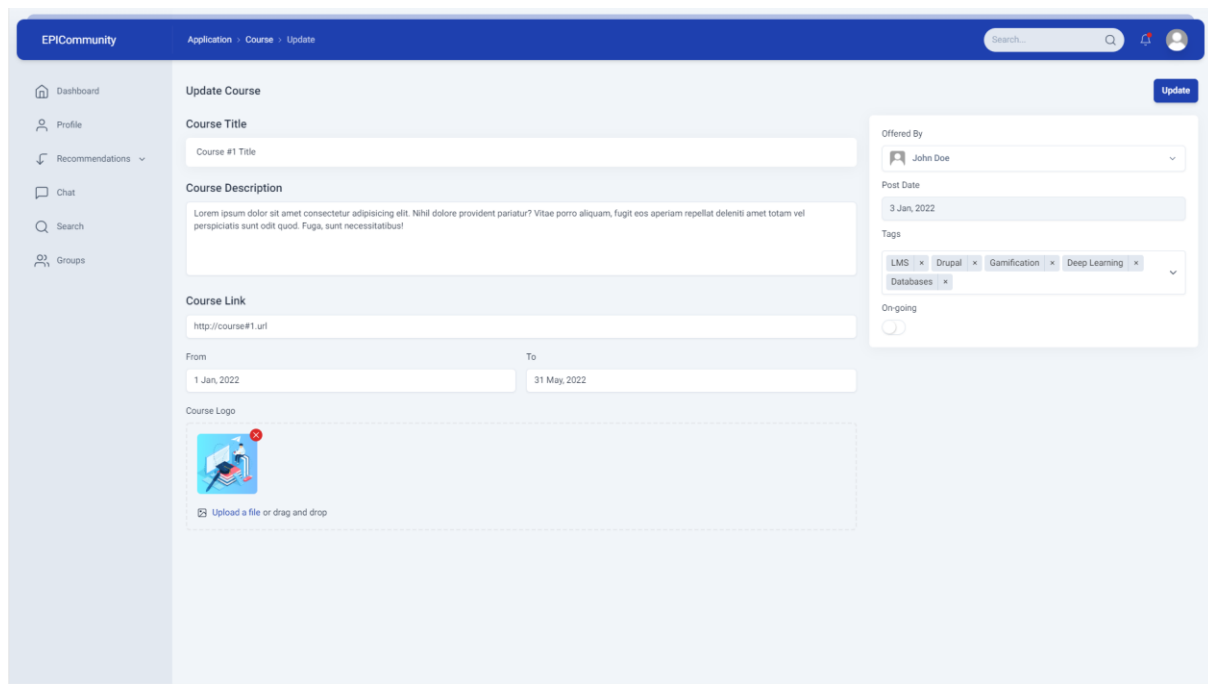 EPICommunity
Application > Course > Update
Search...
Dashboard
Profile
Recommendations
Chat
Search
Groups
Update Course
Update
Course Title
Course #1 Title
Course Description
Lorem ipsum dolor sit amet consectetur adipisicing elit. Nihil dolore provident pariatur? Vitae porro aliquam, fugit eos aperiam repellat deleniti amet totam vel
perspiciatis sunt odit quod. Fuga, sunt necessitatibus!
Course Link
http://course#1.url
From
To
1 Jan, 2022
31 May, 2022
Course Logo
Upload a file or drag and drop
Offered By
John Doe
Post Date
3 Jan, 2022
Tags
LMS × Drupal × Gamification × Deep Learning ×
Databases ×
On-going